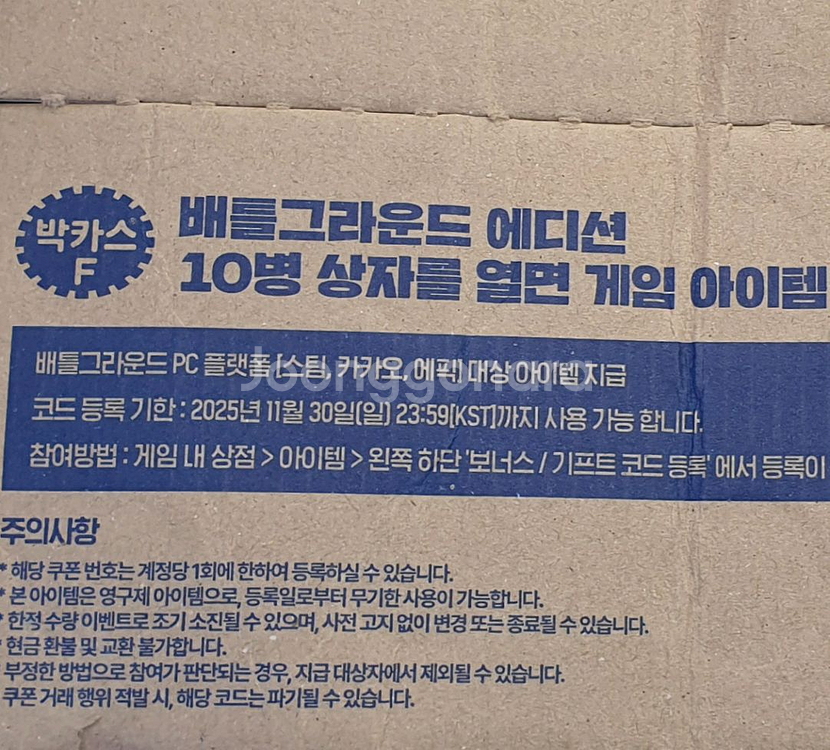 박카스
F
배틀그라운드 에디션
10병 상자를 열면 게임 아이템
배틀그라운드 PC 플랫폼 [스팀, 카카오, 에픽] 대상 아이템 지급
Joonggonara
코드 등록 기한 : 2025년 11월 30일(일) 23:59[KST]까지 사용 가능 합니다.
참여방법 : 게임 내 상점 > 아이템 > 왼쪽 하단 '보너스 / 기프트 코드 등록' 에서 등록이
주의사항
* 해당 쿠폰 번호는 계정당 1회에 한하여 등록하실 수 있습니다.
* 본 아이템은 영구제 아이템으로, 등록일로부터 무기한 사용이 가능합니다.
* 한정 수량 이벤트로 조기 소진될 수 있으며, 사전 고지 없이 변경 또는 종료될 수 있습니다.
* 현금 환불 및 교환 불가합니다.
부정한 방법으로 참여가 판단되는 경우, 지급 대상자에서 제외될 수 있습니다.
쿠폰 거래 행위 적발 시, 해당 코드는 파기될 수 있습니다.